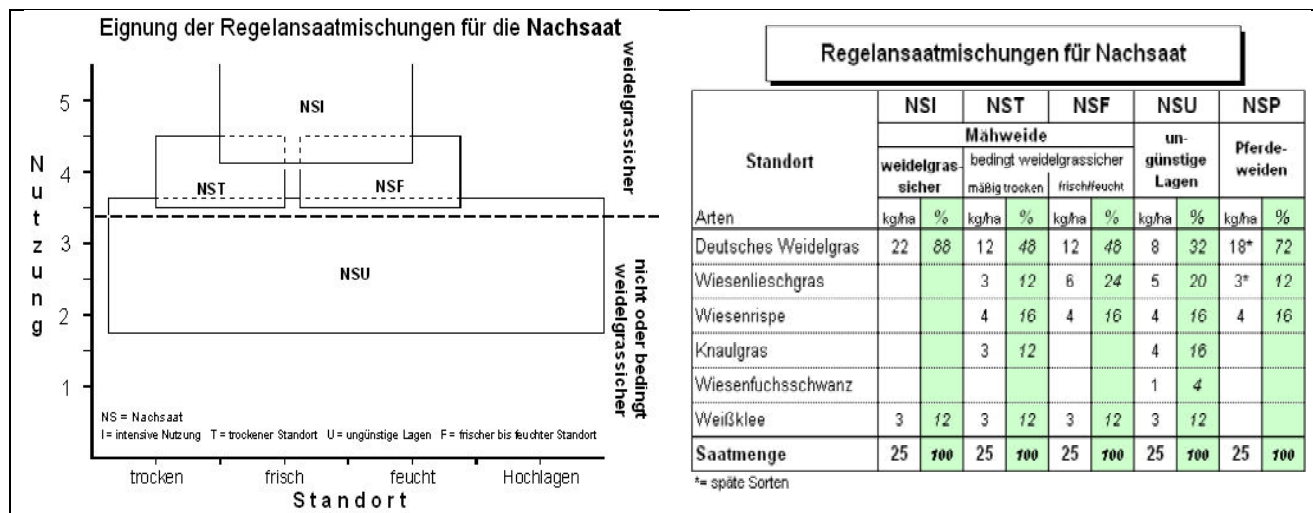 Eignung der Regelansaatmischungen für die Nachsaat
weidelgrassicher
nicht oder bedingt
weidelgrassicher
Nutzung
5
4
3
2
1
NSI
NST
NSF
NSU
NS = Nachsaat
I = intensive Nutzung T = trockener Standort U = ungünstige Lagen F = frischer bis feuchter Standort
trocken frisch feucht Hochlagen
Standort
Regelansaatmischungen für Nachsaat
Standort NSI NST NSF NSU NSP
Mähweide
weidelgras-
sicher
bedingt weidelgrassicher
mäßig trocken frisch/feucht
un-
günstige
Lagen
Pferde-
weiden
Arten kg/ha % kg/ha % kg/ha % kg/ha % kg/ha %
Deutsches Weidelgras 22 88 12 48 12 48 8 32 18* 72
Wiesenlieschgras 3 12 6 24 5 20 3* 12
Wiesenrispe 4 16 4 16 4 16 4 16
Knaulgras 3 12 4 16
Wiesenfuchsschwanz 1 4
Weißklee 3 12 3 12 3 12 3 12
Saatmenge 25 100 25 100 25 100 25 100 25 100
*= späte Sorten